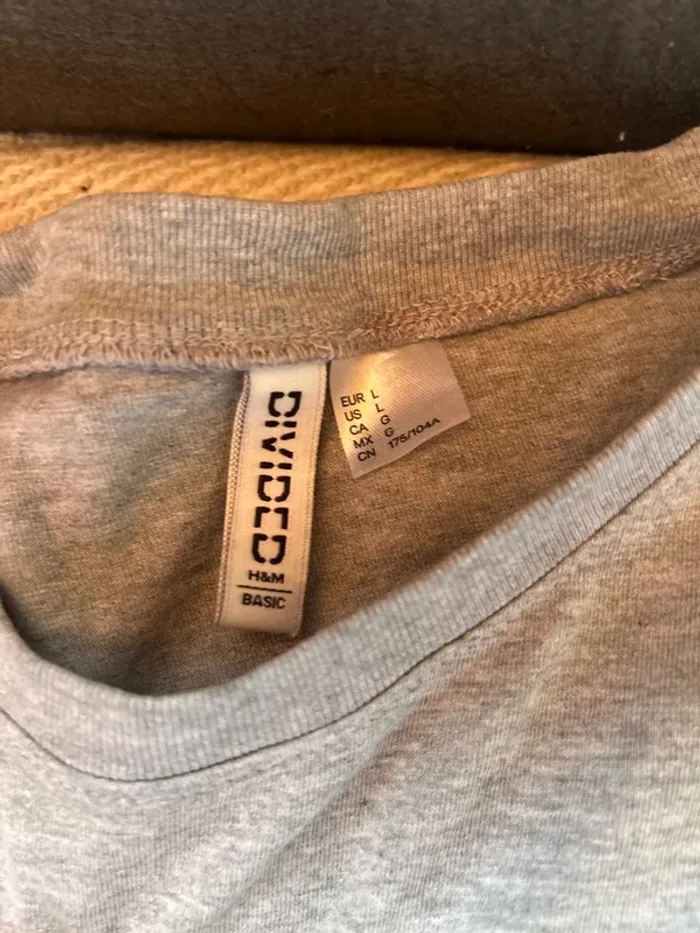 DIVIDED
H&M
BASIC
EUR L
US L
CA G
MX G
CN 175/104A